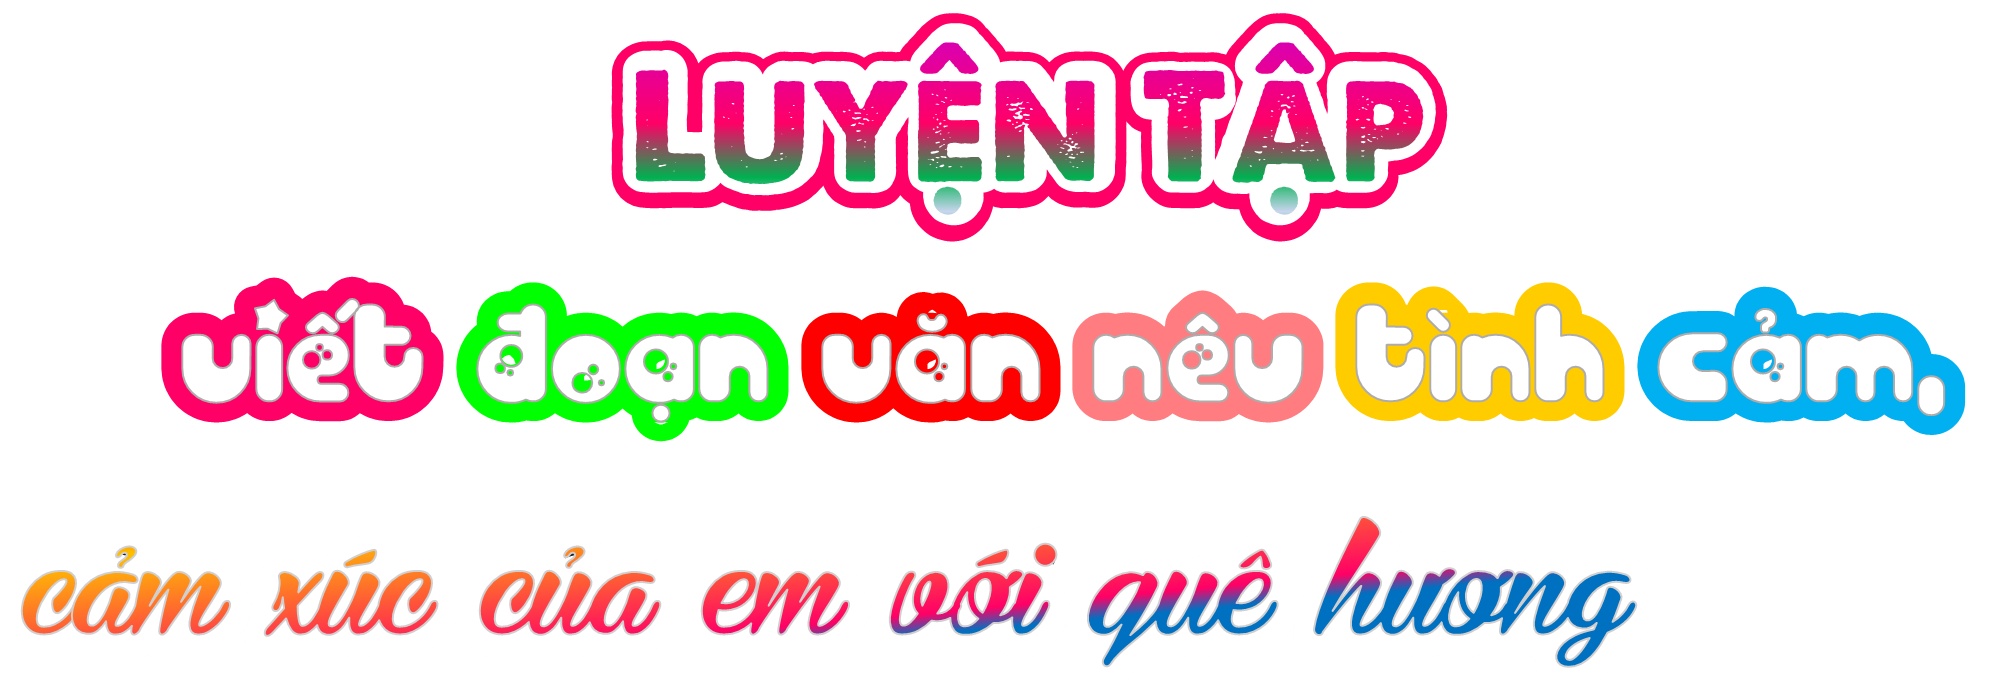 LUYỆN TẬP
viết đoạn văn nêu tình cảm,
cảm xúc của em với quê hương